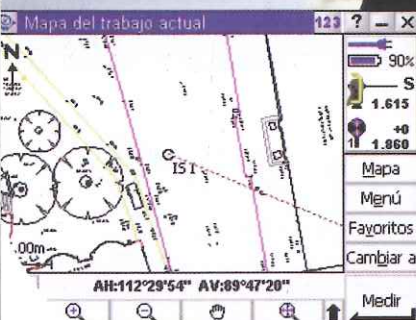 Mapa del trabajo actual 123 ? – X
N
90%
S
1.615
+0
1.860
IS1
.00m
AH:112°29'54" AV:89°47'20"
Mapa
Menú
Favoritos
Cambiar a
Medir